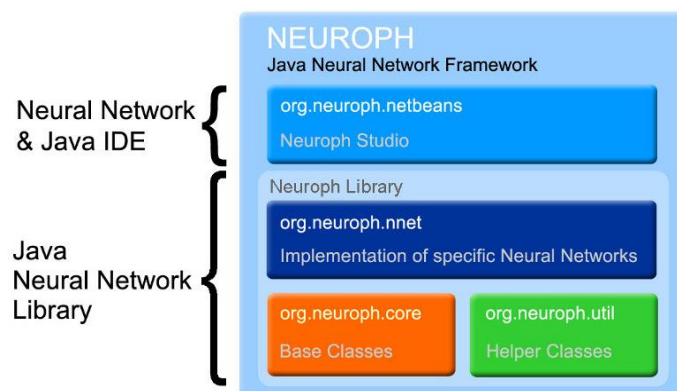 NEUROPH
Java Neural Network Framework
Neural Network
& Java IDE
org.neuroph.netbeans
Neuroph Studio
Neuroph Library
Java
Neural Network
Library
org.neuroph.nnet
Implementation of specific Neural Networks
org.neuroph.core
Base Classes
org.neuroph.util
Helper Classes